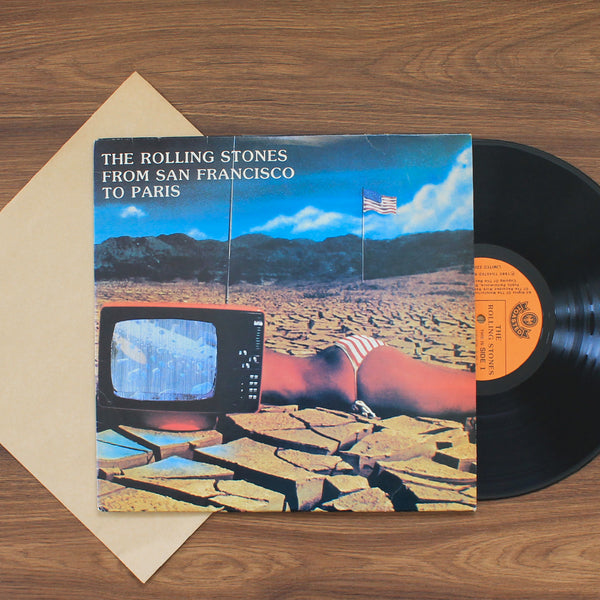 THE ROLLING STONES
FROM SAN FRANCISCO
TO PARIS
THE
ROLLING STONES
SIDE 1